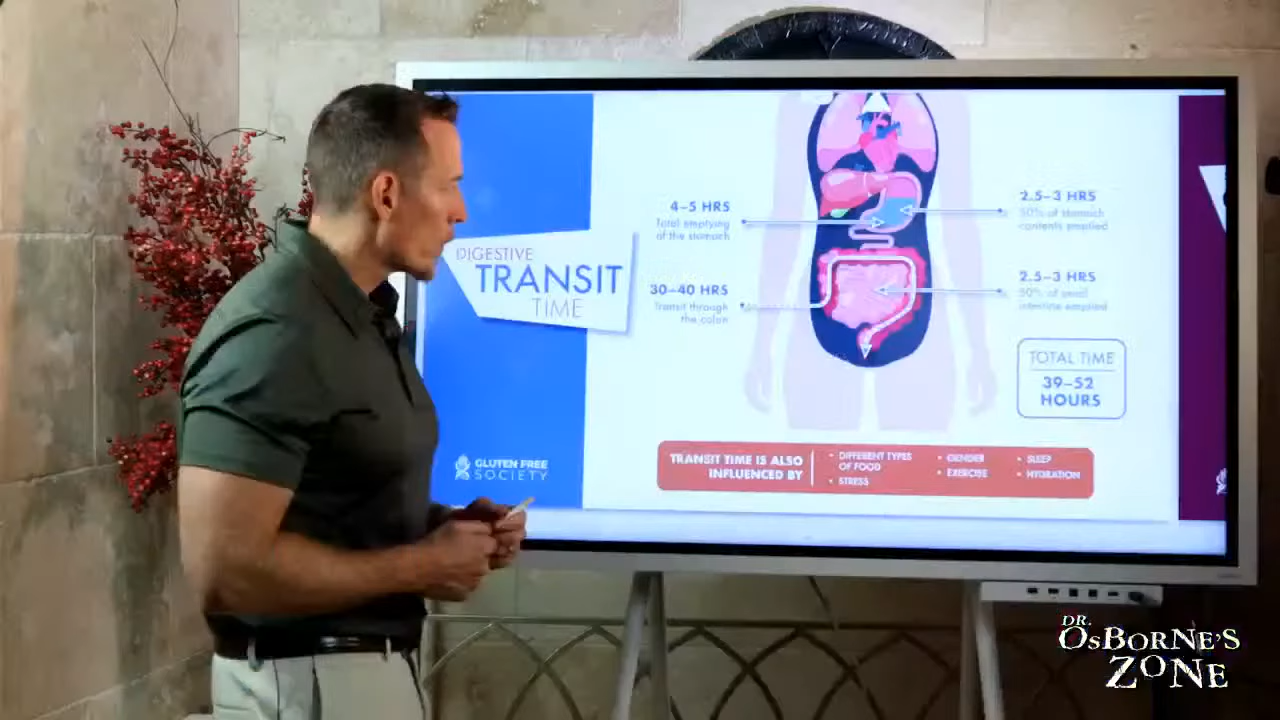 DIGESTIVE
TRANSIT
TIME
GLUTEN FREE
SOCIETY
4–5 HRS
Total emptying
of the stomach
30–40 HRS
Transit through
the colon
2.5–3 HRS
50% of stomach
contents emptied
2.5–3 HRS
50% of small
intestine emptied
TOTAL TIME
39–52
HOURS
TRANSIT TIME IS ALSO
INFLUENCED BY
• DIFFERENT TYPES
OF FOOD
• STRESS
• GENDER
• EXERCISE
• SLEEP
• HYDRATION
DR.
OSBORNE'S
ZONE